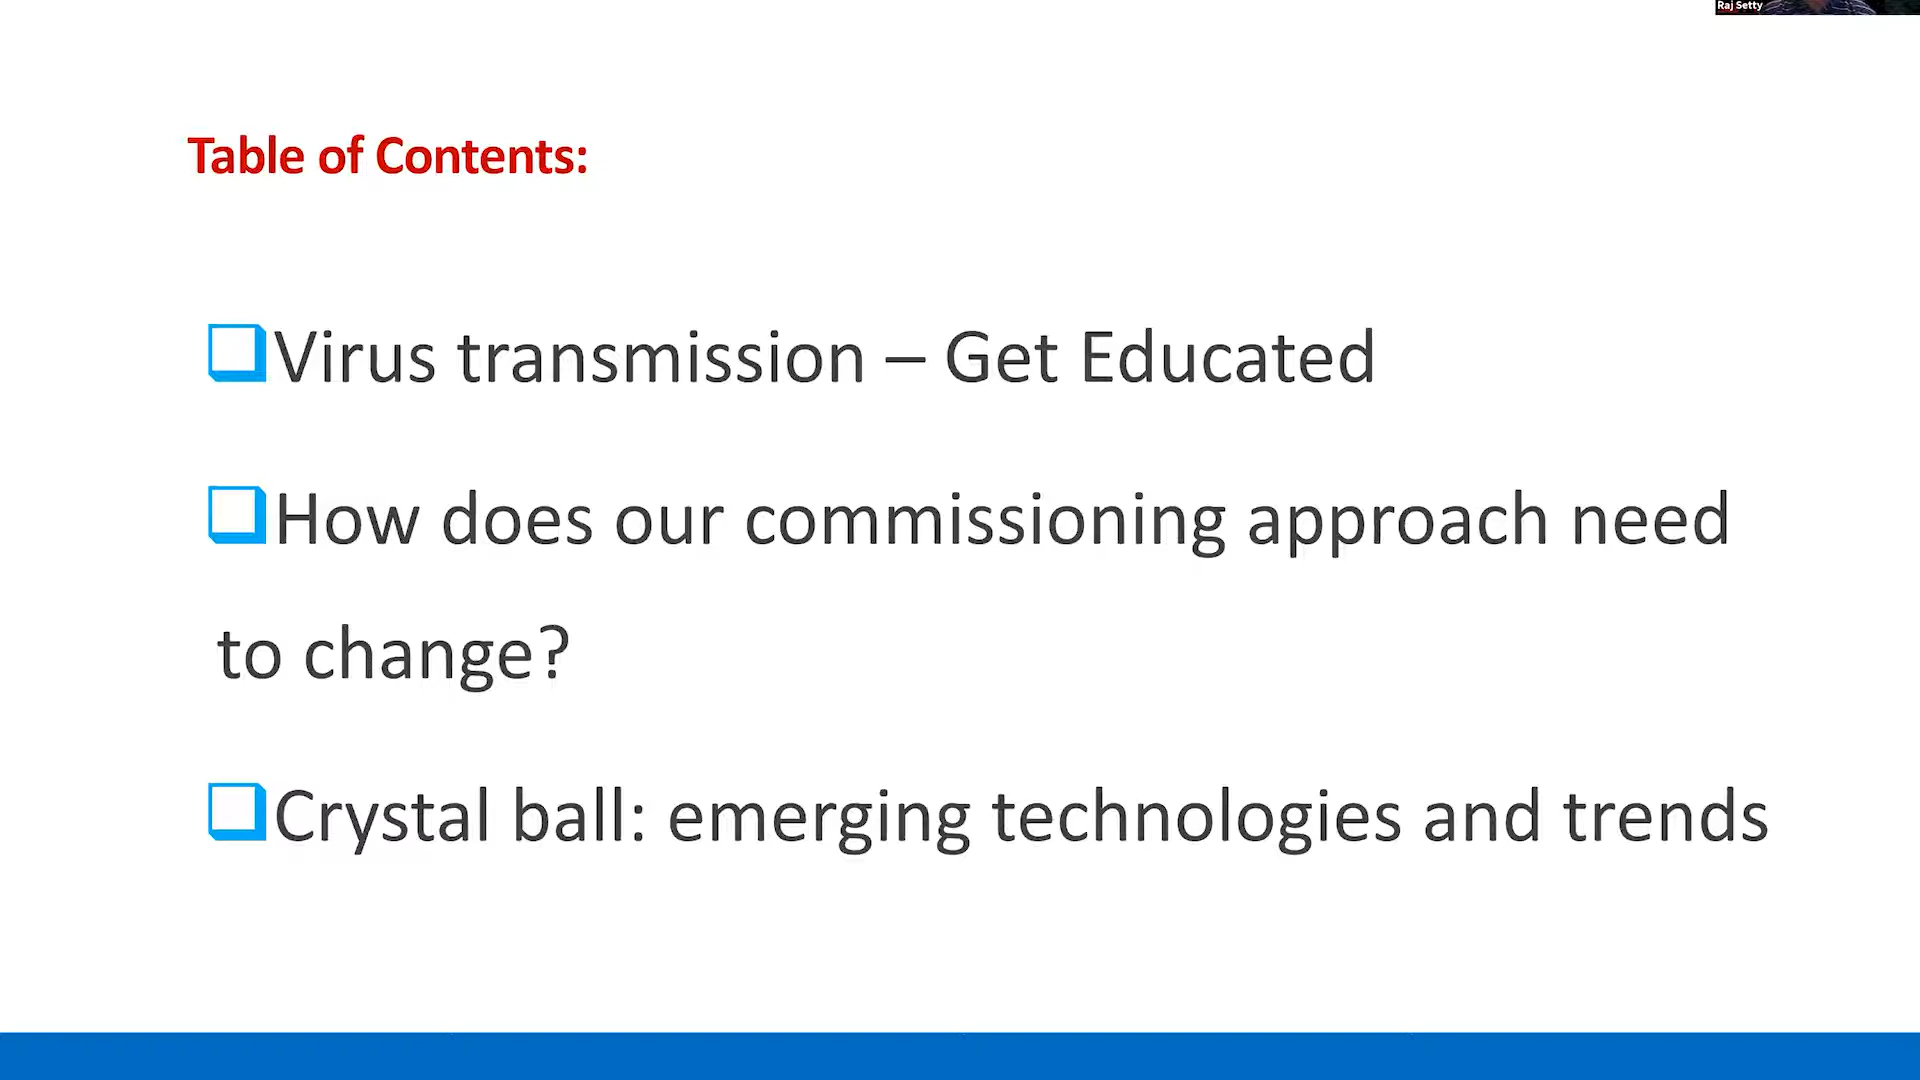 Raj Setty
Table of Contents:
Virus transmission – Get Educated
How does our commissioning approach need
to change?
Crystal ball: emerging technologies and trends